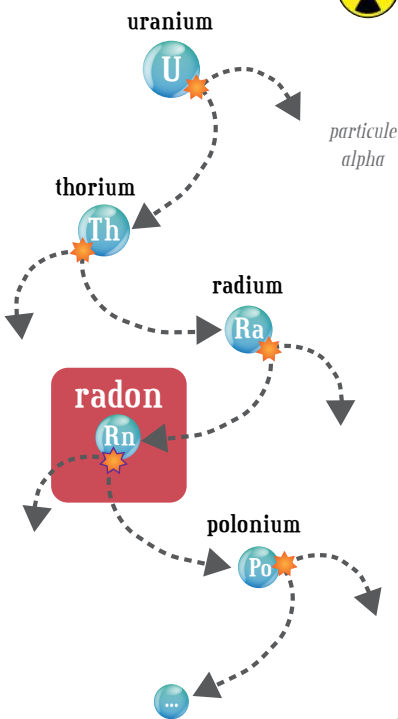 uranium
U
particule
alpha
thorium
Th
radium
Ra
radon
Rn
polonium
Po
...